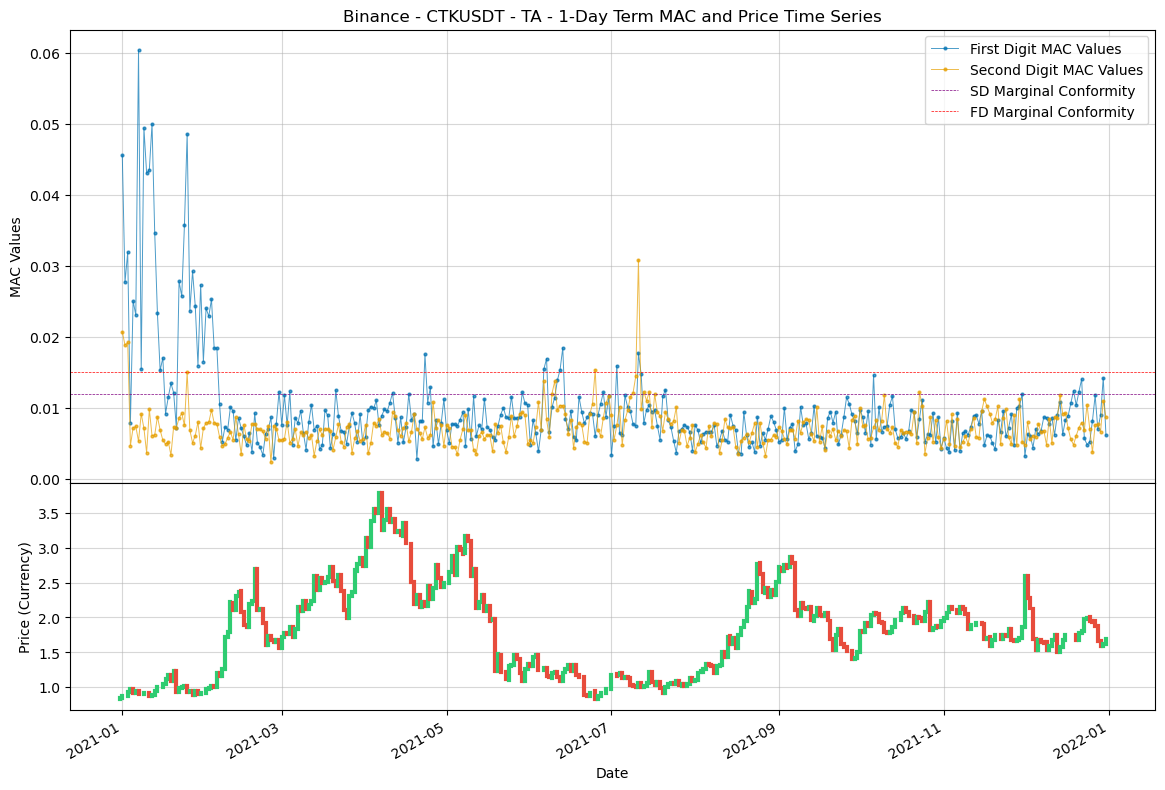 Binance - CTKUSDT - TA - 1-Day Term MAC and Price Time Series
First Digit MAC Values
Second Digit MAC Values
SD Marginal Conformity
FD Marginal Conformity
MAC Values
0.06
0.05
0.04
0.03
0.02
0.01
0.00
Price (Currency)
3.5
3.0
2.5
2.0
1.5
1.0
2021-01
2021-03
2021-05
2021-07
2021-09
2021-11
2022-01
Date